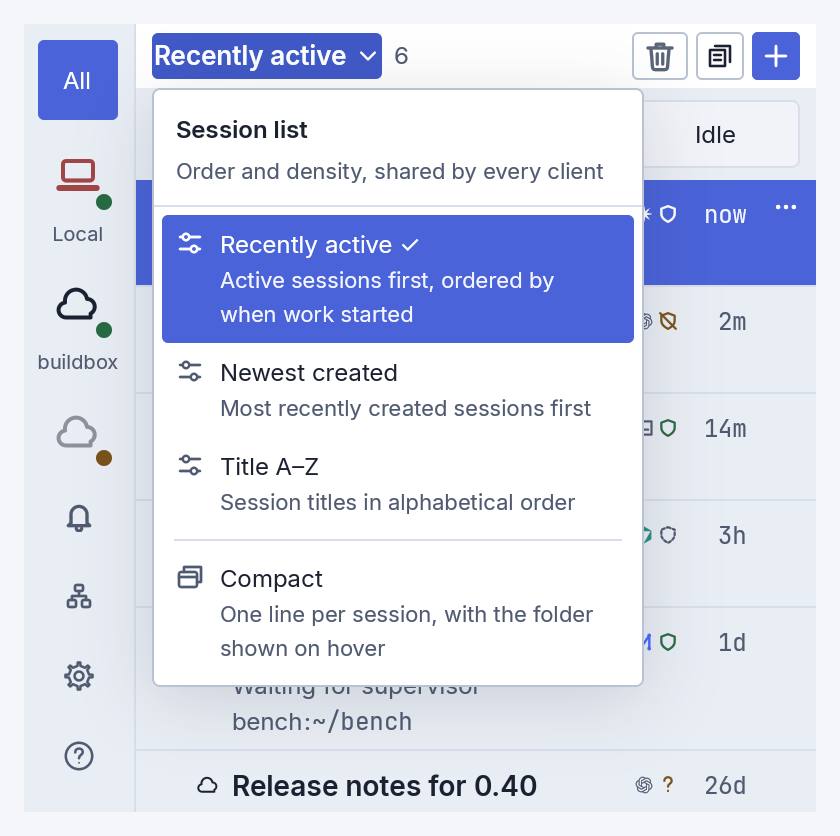 All
Recently active 6
Session list
Order and density, shared by every client
Idle
Recently active
Active sessions first, ordered by
when work started
now
Local
2m
buildbox
Newest created
Most recently created sessions first
14m
Title A–Z
Session titles in alphabetical order
3h
Compact
One line per session, with the folder
shown on hover
1d
Waiting for supervisor
bench:~/bench
Release notes for 0.40
? 26d